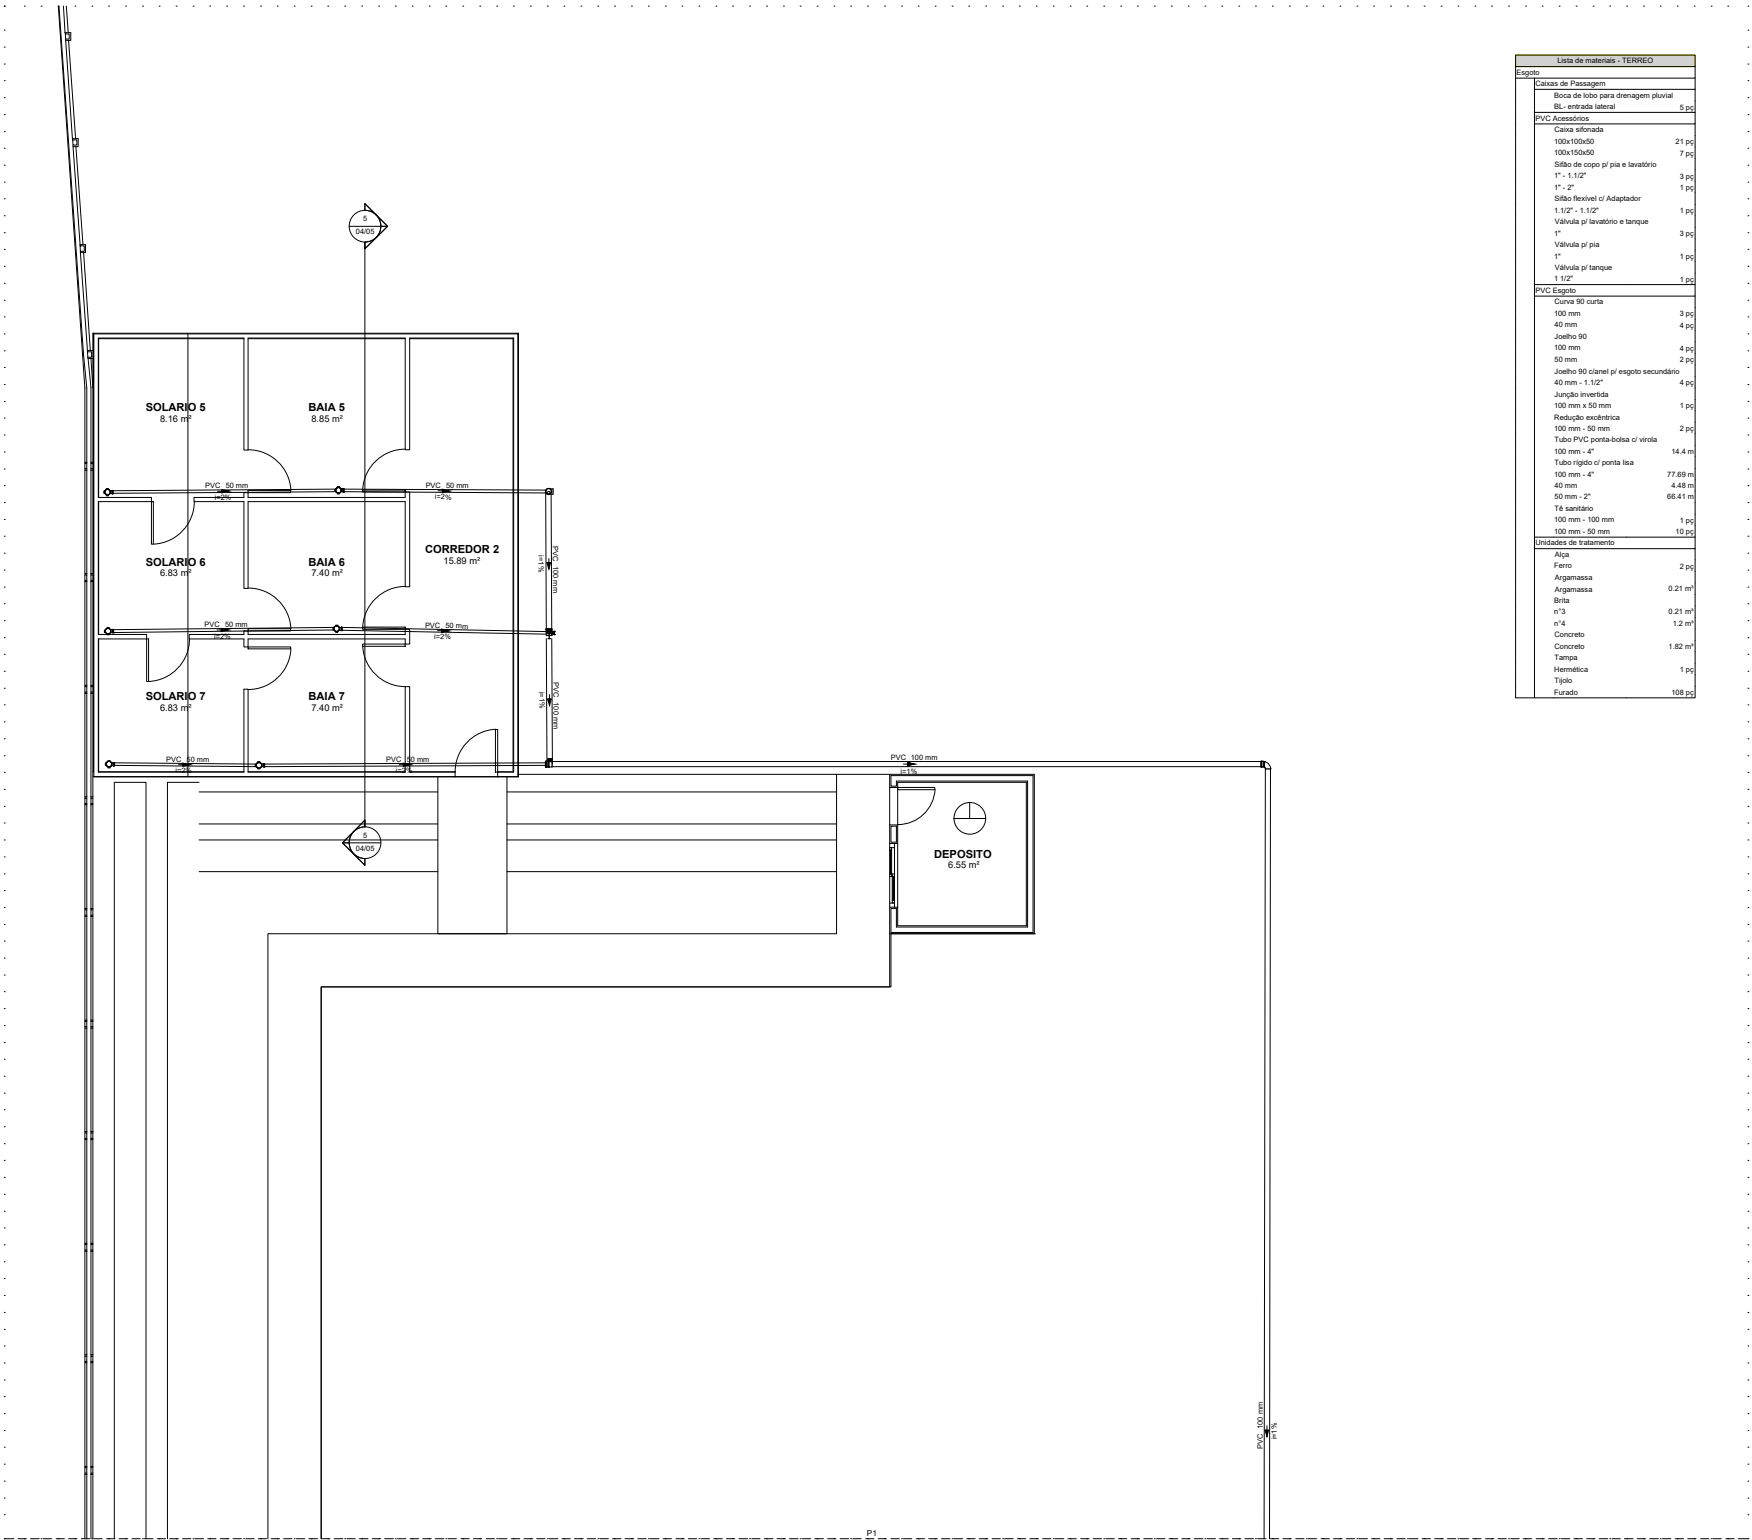 Lista de materiais - TERREO
Esgoto
Caixas de Passagem
Boca de lobo para drenagem pluvial
BL- entrada lateral 5 pç
PVC Acessórios
Caixa sifonada
100x100x50 21 pç
100x150x50 7 pç
Sifão de copo p/ pia e lavatório
1" - 1.1/2" 3 pç
1" - 2" 1 pç
Sifão flexível c/ Adaptador
1.1/2" - 1.1/2" 1 pç
Válvula p/ lavatório e tanque
1" 3 pç
Válvula p/ pia
1" 1 pç
Válvula p/ tanque
1 1/2" 1 pç
PVC Esgoto
Curva 90 curta
100 mm 3 pç
40 mm 4 pç
Joelho 90
100 mm 4 pç
50 mm 2 pç
Joelho 90 c/anel p/ esgoto secundário
40 mm - 1.1/2" 4 pç
Junção invertida
100 mm x 50 mm 1 pç
Redução excêntrica
100 mm - 50 mm 2 pç
Tubo PVC ponta-bolsa c/ virola
100 mm - 4" 14.4 m
Tubo rígido c/ ponta lisa
100 mm - 4" 77.69 m
40 mm 4.48 m
50 mm - 2" 66.41 m
Tê sanitário
100 mm - 100 mm 1 pç
100 mm - 50 mm 10 pç
Unidades de tratamento
Alça
Ferro 2 pç
Argamassa
Argamassa 0.21 m³
Brita
n°3 0.21 m³
n°4 1.2 m³
Concreto
Concreto 1.82 m³
Tampa
Hermética 1 pç
Tijolo
Furado 108 pç
5
04/05
SOLARIO 5
8.16 m²
BAIA 5
8.85 m²
PVC 50 mm
i=2%
PVC 50 mm
i=2%
SOLARIO 6
6.83 m²
BAIA 6
7.40 m²
CORREDOR 2
15.89 m²
PVC 100 mm
i=1%
PVC 50 mm
i=2%
PVC 50 mm
i=2%
SOLARIO 7
6.83 m²
BAIA 7
7.40 m²
PVC 100 mm
i=1%
PVC 50 mm
i=2%
PVC 50 mm
i=2%
PVC 100 mm
i=1%
5
04/05
DEPOSITO
6.55 m²
PVC 100 mm
i=1%
P1